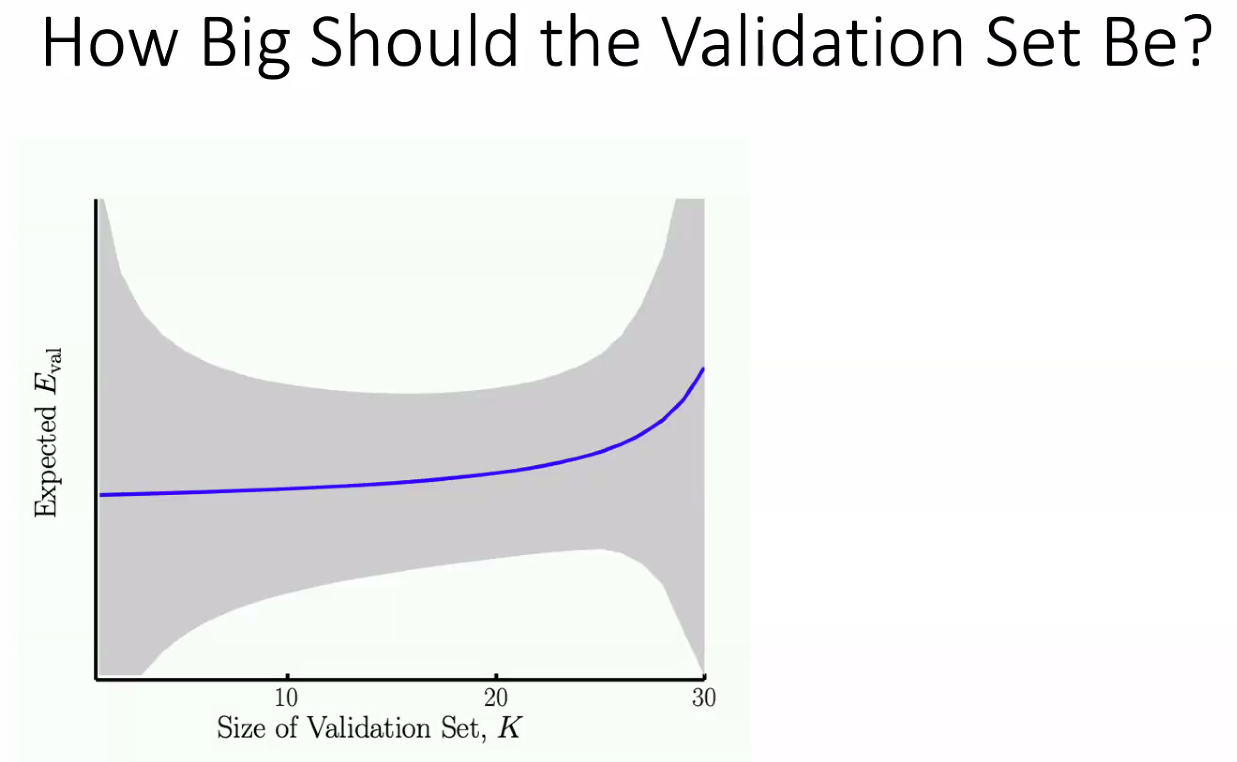 How Big Should the Validation Set Be?
Expected E_val
10 20 30
Size of Validation Set, K